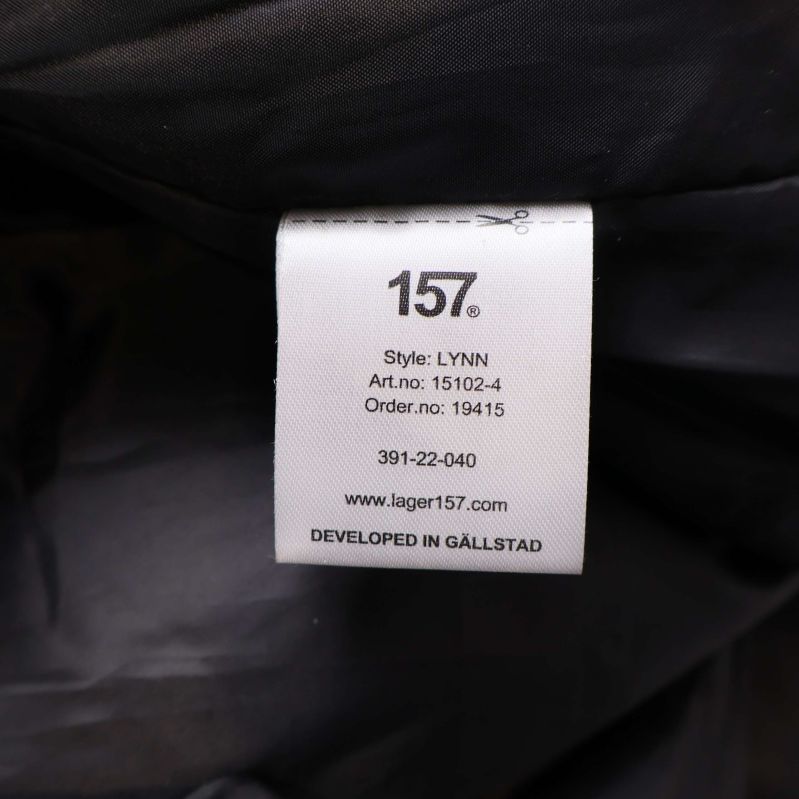 157®
Style: LYNN
Art.no: 15102-4
Order.no: 19415
391-22-040
www.lager157.com
DEVELOPED IN GÄLLSTAD